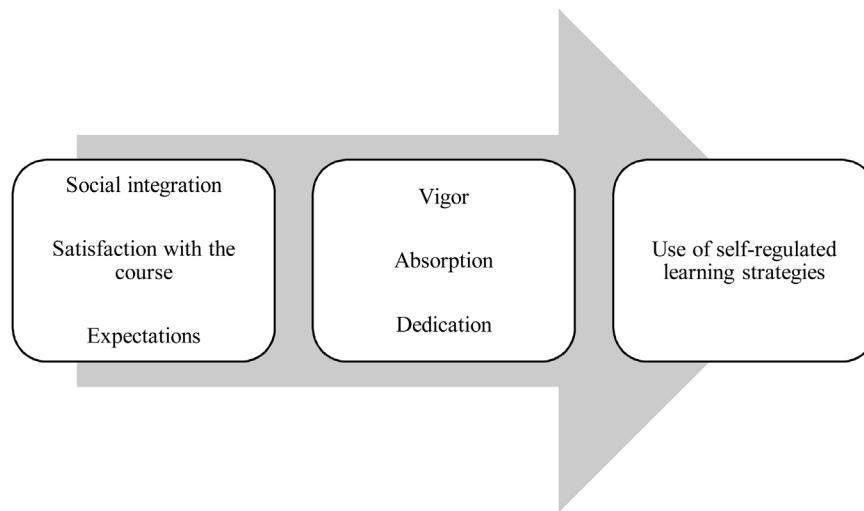 Social integration
Satisfaction with the
course
Expectations
Vigor
Absorption
Dedication
Use of self-regulated
learning strategies